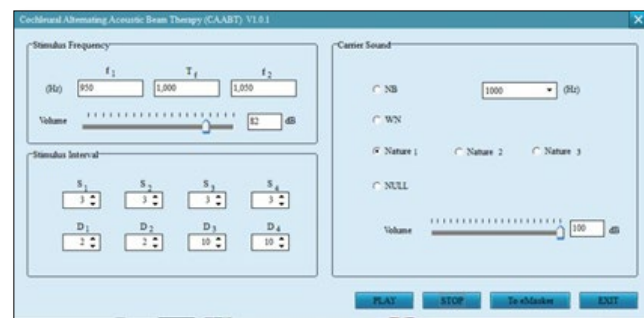 Cochleural Alternating Acoustic Beam Therapy (CAABT) V1.0.1
Stimulus Frequency
f1 Tf f2
(Hz) 950 1,000 1,050
Volume 82 dB
Stimulus Interval
S1 S2 S3 S4
3 3 3 3
D1 D2 D3 D4
2 2 10 10
Carrier Sound
NB 1000 (Hz)
WN
Nature 1 Nature 2 Nature 3
NULL
Volume 100 dB
PLAY STOP To eMasker EXIT